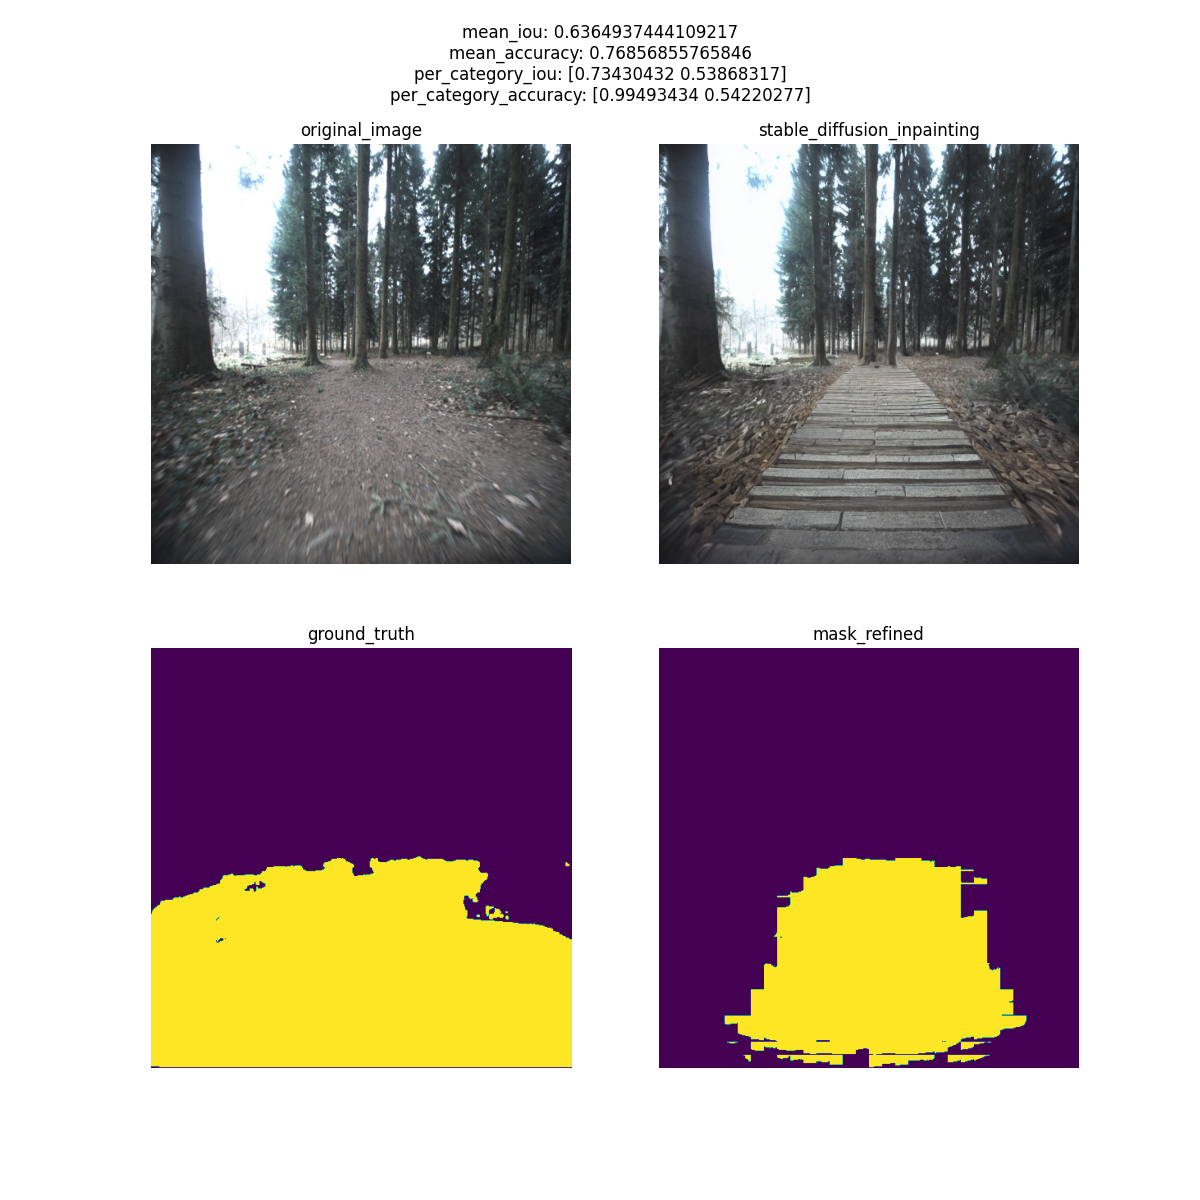 mean_iou: 0.6364937444109217
mean_accuracy: 0.76856855765846
per_category_iou: [0.73430432 0.53868317]
per_category_accuracy: [0.99493434 0.54220277]
original_image
stable_diffusion_inpainting
ground_truth
mask_refined